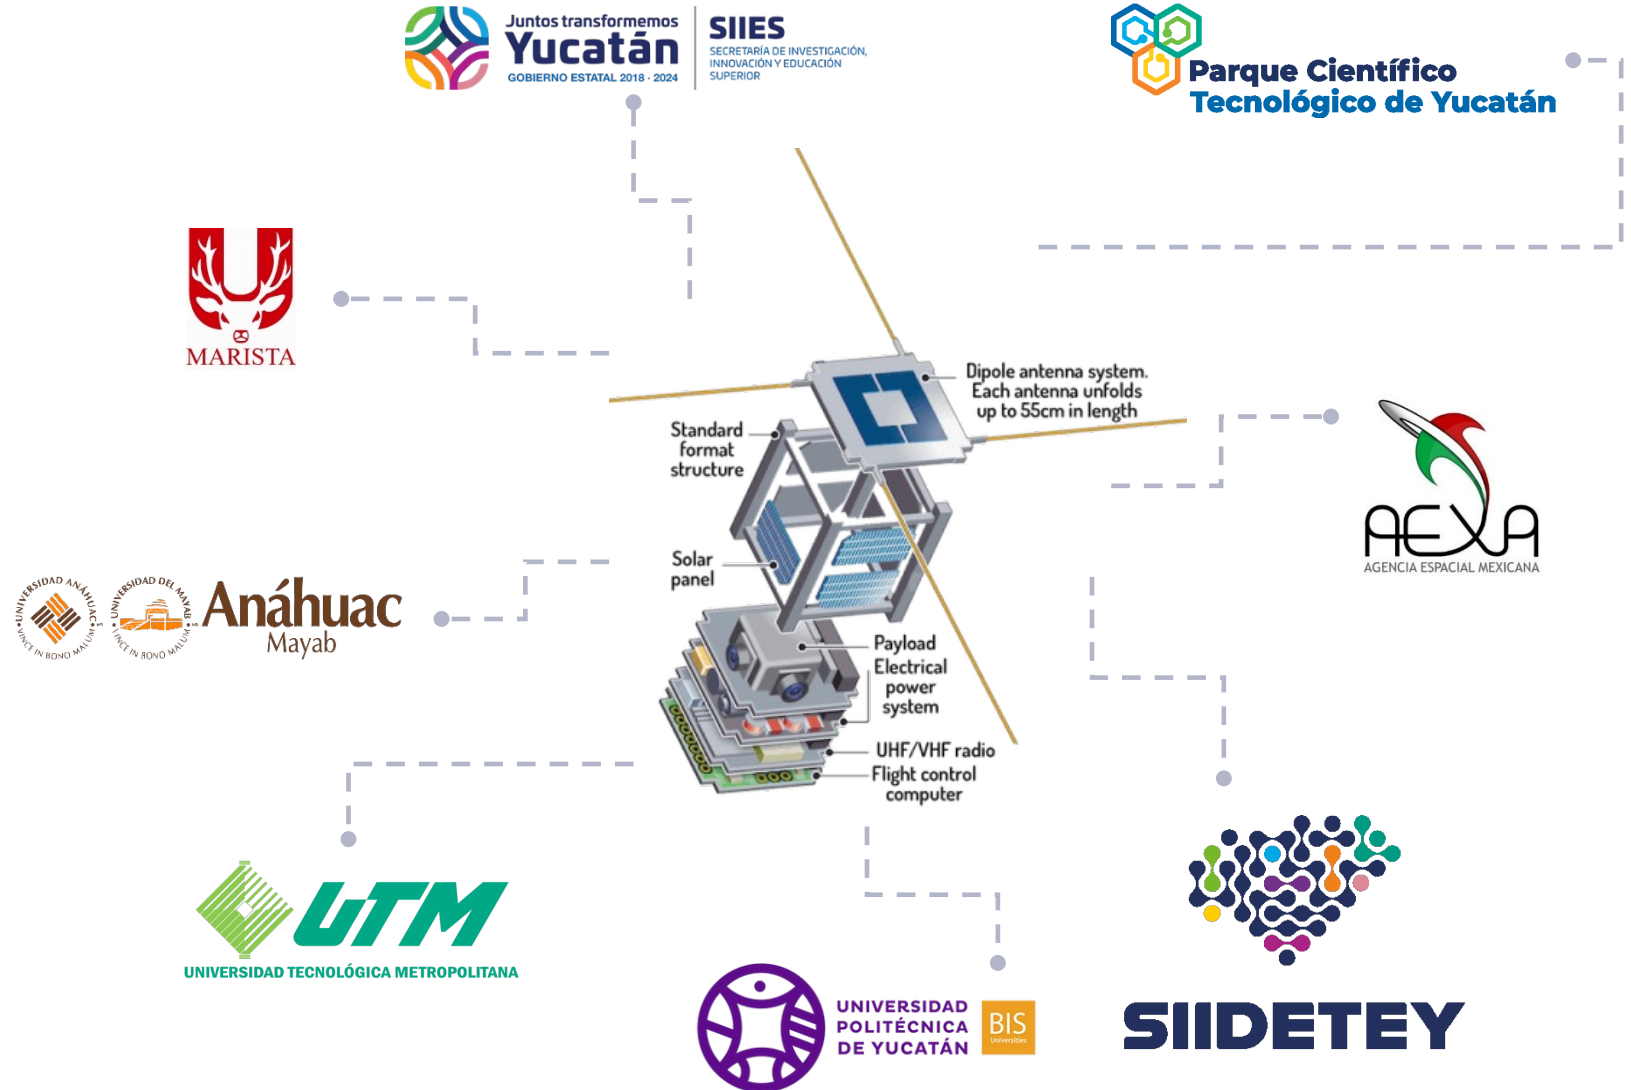 Juntos transformemos
Yucatán
GOBIERNO ESTATAL 2018 - 2024
SIIES
SECRETARÍA DE INVESTIGACIÓN,
INNOVACIÓN Y EDUCACIÓN
SUPERIOR
Parque Científico
Tecnológico de Yucatán
MARISTA
Dipole antenna system.
Each antenna unfolds
up to 55cm in length
Standard
format
structure
AEXA
AGENCIA ESPACIAL MEXICANA
Solar
panel
UNIVERSIDAD ANÁHUAC
VINCE IN BONO MALUM
UNIVERSIDAD DEL MAYAB
VINCE IN BONO MALUM
Anáhuac
Mayab
Payload
Electrical
power
system
UHF/VHF radio
Flight control
computer
UTM
UNIVERSIDAD TECNOLÓGICA METROPOLITANA
UNIVERSIDAD
POLITÉCNICA
DE YUCATÁN
BIS
Universities
SIIDETEY